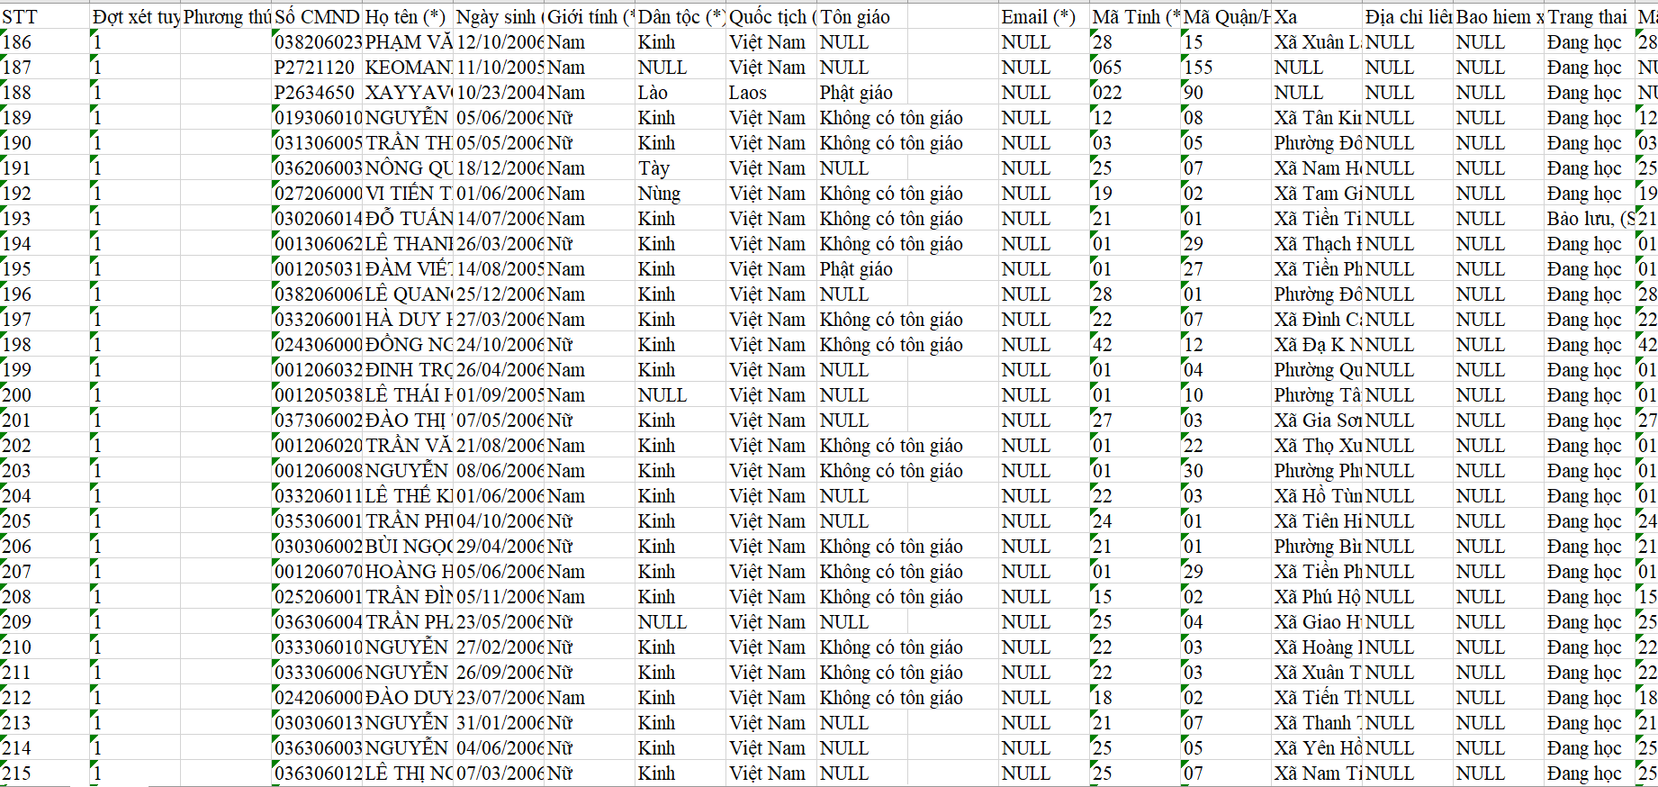 STT Đợt xét tuy Phương thú Số CMND Họ tên (*) Ngày sinh ( Giới tính (* Dân tộc (* Quốc tịch ( Tôn giáo Email (*) Mã Tỉnh (* Mã Quận/H Xa Địa chỉ liên Bao hiem x Trang thai Mã
186 1 038206023 PHẠM VĂ 12/10/2006 Nam Kinh Việt Nam NULL NULL 28 15 Xã Xuân L NULL NULL Đang học 28
187 1 P2721120 KEOMAN 11/10/2005 Nam NULL Việt Nam NULL NULL 065 155 NULL NULL NULL Đang học NU
188 1 P2634650 XAYYAV 10/23/2004 Nam Lào Laos Phật giáo NULL 022 90 NULL NULL NULL Đang học NU
189 1 019306010 NGUYỄN 05/06/2006 Nữ Kinh Việt Nam Không có tôn giáo NULL 12 08 Xã Tân Kim NULL NULL Đang học 12
190 1 031306005 TRẦN TH 05/05/2006 Nữ Kinh Việt Nam Không có tôn giáo NULL 03 05 Phường Đô NULL NULL Đang học 03
191 1 036206003 NÔNG QU 18/12/2006 Nam Tày Việt Nam NULL NULL 25 07 Xã Nam H NULL NULL Đang học 25
192 1 027206000 VI TIẾN T 01/06/2006 Nam Nùng Việt Nam Không có tôn giáo NULL 19 02 Xã Tam Gi NULL NULL Đang học 19
193 1 030206014 ĐỖ TUẤN 14/07/2006 Nam Kinh Việt Nam Không có tôn giáo NULL 21 01 Xã Tiền Ti NULL NULL Bảo lưu, (S 21
194 1 001306062 LÊ THANH 26/03/2006 Nữ Kinh Việt Nam Không có tôn giáo NULL 01 29 Xã Thạch NULL NULL Đang học 01
195 1 001205031 ĐÀM VIẾT 14/08/2005 Nam Kinh Việt Nam Phật giáo NULL 01 27 Xã Tiền Ph NULL NULL Đang học 01
196 1 038206006 LÊ QUANG 25/12/2006 Nam Kinh Việt Nam NULL NULL 28 01 Phường Đô NULL NULL Đang học 28
197 1 033206001 HÀ DUY 27/03/2006 Nam Kinh Việt Nam Không có tôn giáo NULL 22 07 Xã Đình Ca NULL NULL Đang học 22
198 1 024306000 ĐỒNG NG 24/10/2006 Nữ Kinh Việt Nam Không có tôn giáo NULL 42 12 Xã Đạ K N NULL NULL Đang học 42
199 1 001206032 ĐINH TRỌ 26/04/2006 Nam Kinh Việt Nam NULL NULL 01 04 Phường Qu NULL NULL Đang học 01
200 1 001205038 LÊ THÁI H 01/09/2005 Nam NULL Việt Nam NULL NULL 01 10 Phường Tâ NULL NULL Đang học 01
201 1 037306002 ĐÀO THỊ 07/05/2006 Nữ Kinh Việt Nam NULL NULL 27 03 Xã Gia Sơn NULL NULL Đang học 27
202 1 001206020 TRẦN VĂ 21/08/2006 Nam Kinh Việt Nam Không có tôn giáo NULL 01 22 Xã Thọ Xu NULL NULL Đang học 01
203 1 001206008 NGUYỄN 08/06/2006 Nam Kinh Việt Nam Không có tôn giáo NULL 01 30 Phường Ph NULL NULL Đang học 01
204 1 033206011 LÊ THẾ K 01/06/2006 Nam Kinh Việt Nam NULL NULL 22 03 Xã Hồ Tùn NULL NULL Đang học 01
205 1 035306001 TRẦN PHƯ 04/10/2006 Nữ Kinh Việt Nam NULL NULL 24 01 Xã Tiên Hi NULL NULL Đang học 24
206 1 030306002 BÙI NGỌC 29/04/2006 Nữ Kinh Việt Nam Không có tôn giáo NULL 21 01 Phường Bìn NULL NULL Đang học 21
207 1 001206070 HOÀNG H 05/06/2006 Nam Kinh Việt Nam Không có tôn giáo NULL 01 29 Xã Tiền Ph NULL NULL Đang học 01
208 1 025206001 TRẦN ĐÌN 05/11/2006 Nam Kinh Việt Nam Không có tôn giáo NULL 15 02 Xã Phú Hộ NULL NULL Đang học 15
209 1 036306004 TRẦN PHA 23/05/2006 Nữ NULL Việt Nam NULL NULL 25 04 Xã Giao H NULL NULL Đang học 25
210 1 033306010 NGUYỄN 27/02/2006 Nữ Kinh Việt Nam Không có tôn giáo NULL 22 03 Xã Hoàng NULL NULL Đang học 22
211 1 033306006 NGUYỄN 26/09/2006 Nữ Kinh Việt Nam Không có tôn giáo NULL 22 03 Xã Xuân T NULL NULL Đang học 22
212 1 024206000 ĐÀO DUY 23/07/2006 Nam Kinh Việt Nam Không có tôn giáo NULL 18 02 Xã Tiến Th NULL NULL Đang học 18
213 1 030306013 NGUYỄN 31/01/2006 Nữ Kinh Việt Nam NULL NULL 21 07 Xã Thanh NULL NULL Đang học 21
214 1 036306003 NGUYỄN 04/06/2006 Nữ Kinh Việt Nam NULL NULL 25 05 Xã Yên Hồ NULL NULL Đang học 25
215 1 036306012 LÊ THỊ NG 07/03/2006 Nữ Kinh Việt Nam NULL NULL 25 07 Xã Nam Ti NULL NULL Đang học 25